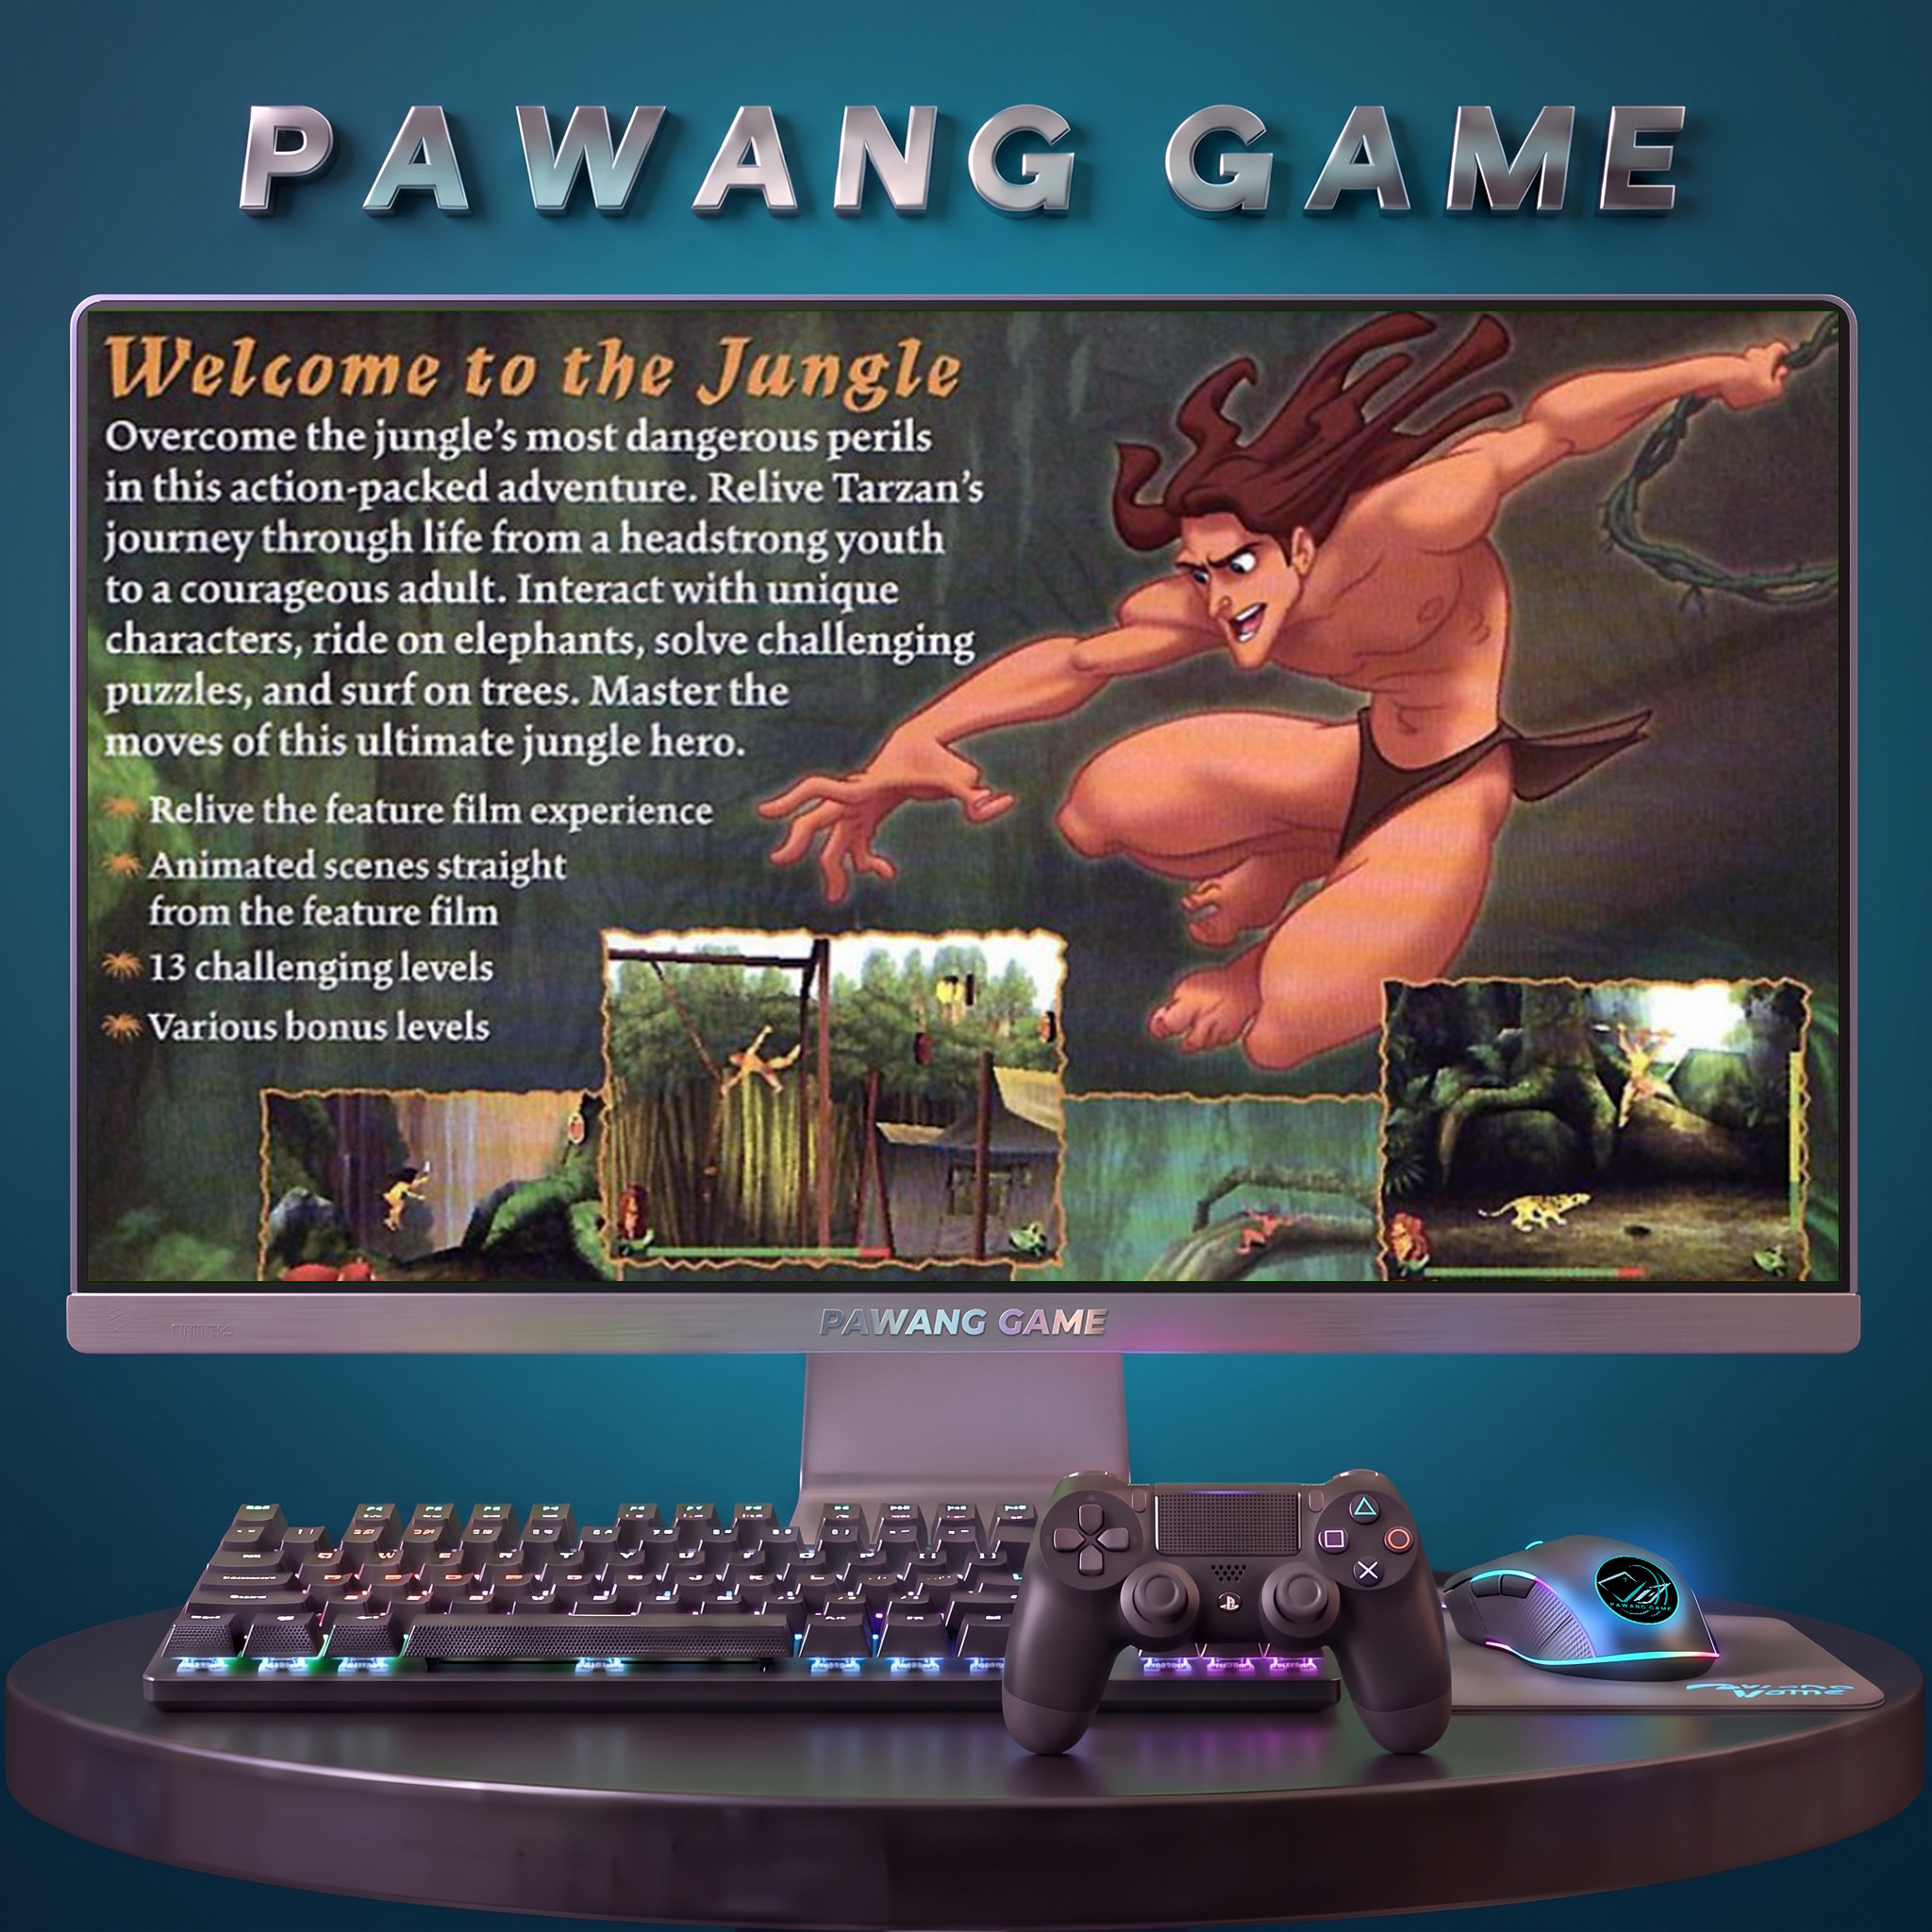 PAWANG GAME
Welcome to the Jungle
Overcome the jungle's most dangerous perils
in this action-packed adventure. Relive Tarzan's
journey through life from a headstrong youth
to a courageous adult. Interact with unique
characters, ride on elephants, solve challenging
puzzles, and surf on trees. Master the
moves of this ultimate jungle hero.
Relive the feature film experience
Animated scenes straight
from the feature film
13 challenging levels
Various bonus levels
PAWANG GAME
PAWANG GAME